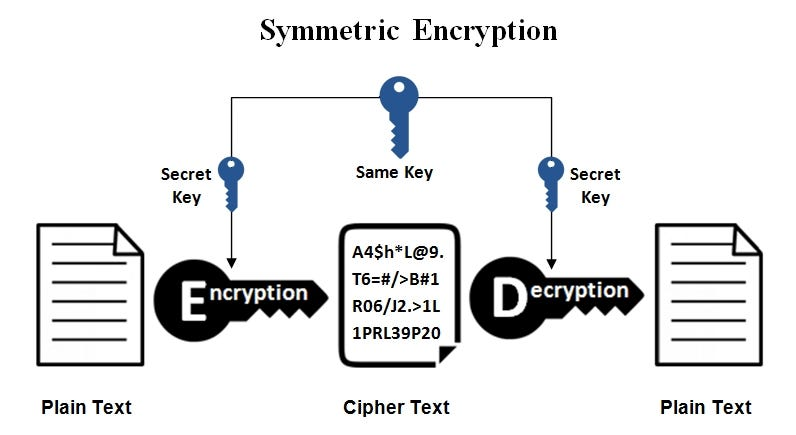 Symmetric Encryption
Secret
Key
Same Key
Secret
Key
Encryption
A4$h*L@9.
T6=#/>B#1
R06/J2.>1L
1PRL39P20
Decryption
Plain Text
Cipher Text
Plain Text